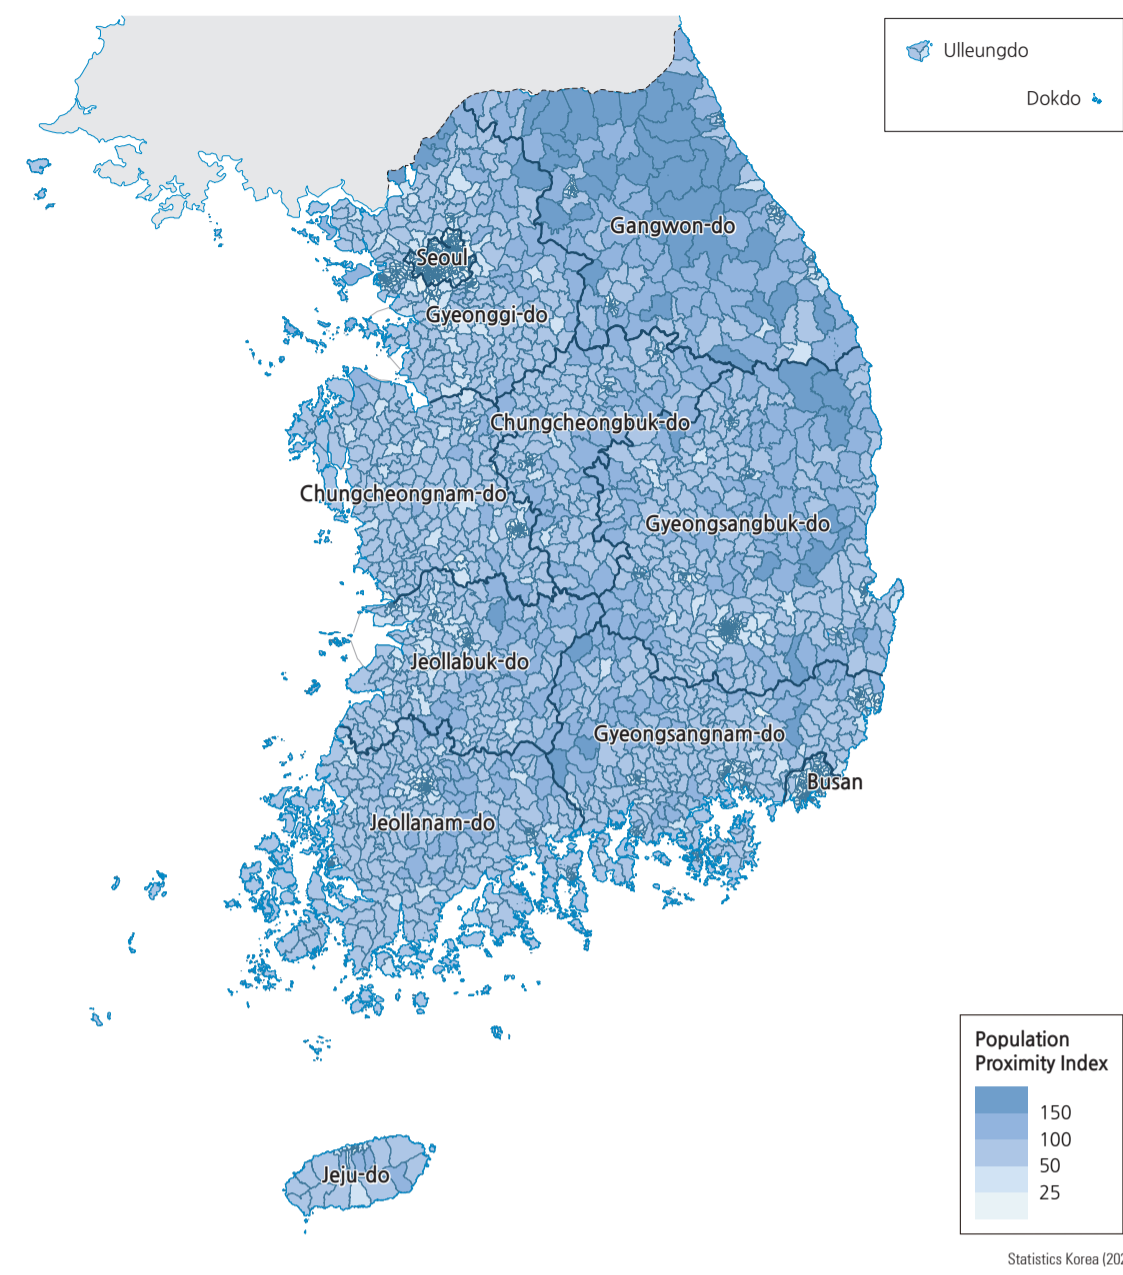 Ulleungdo
Dokdo
Gangwon-do
Seoul
Gyeonggi-do
Chungcheongbuk-do
Chungcheongnam-do
Gyeongsangbuk-do
Jeollabuk-do
Gyeongsangnam-do
Busan
Jeollanam-do
Jeju-do
Population
Proximity Index
150
100
50
25
Statistics Korea (202